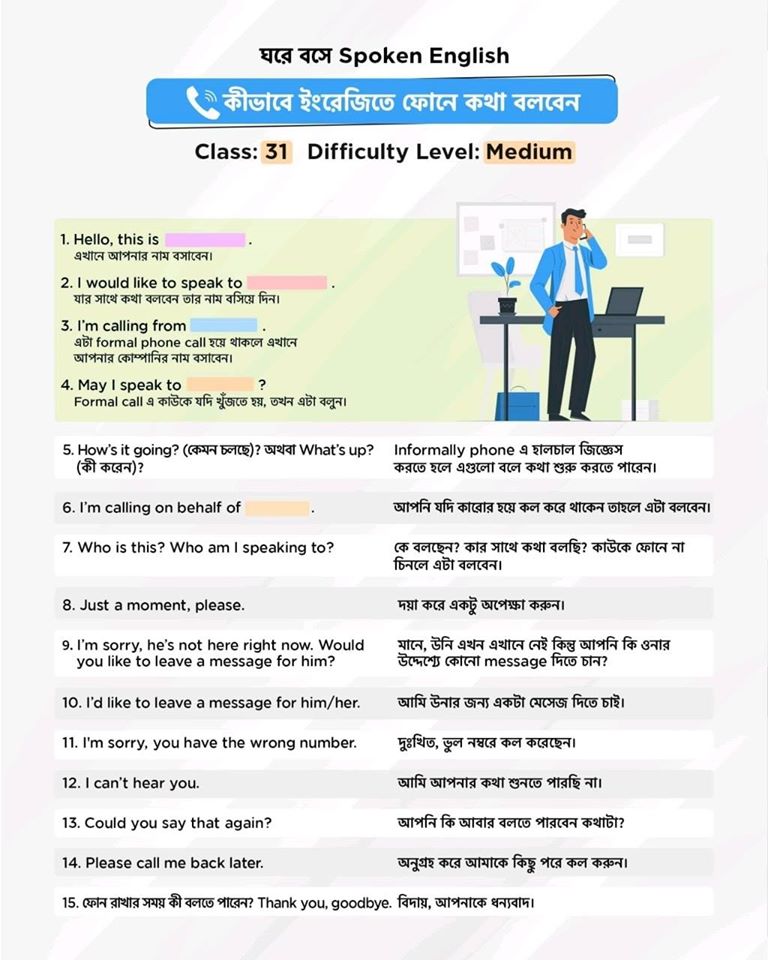 ঘরে বসে Spoken English
কীভাবে ইংরেজিতে ফোনে কথা বলবেন
Class: 31 Difficulty Level: Medium
1. Hello, this is .
এখানে আপনার নাম বসাবেন।
2. I would like to speak to .
যার সাথে কথা বলবেন তার নাম বসিয়ে দিন।
3. I'm calling from .
এটা formal phone call হয়ে থাকলে এখানে
আপনার কোম্পানির নাম বসাবেন।
4. May I speak to ?
Formal call এ কাউকে যদি খুঁজতে হয়, তখন এটা বলুন।
5. How's it going? (কেমন চলছে)? অথবা What's up?
(কী করেন)?
Informally phone এ হালচাল জিজ্ঞেস
করতে হলে এগুলো বলে কথা শুরু করতে পারেন।
6. I'm calling on behalf of .
আপনি যদি কারোর হয়ে কল করে থাকেন তাহলে এটা বলবেন।
7. Who is this? Who am I speaking to?
কে বলছেন? কার সাথে কথা বলছি? কাউকে ফোনে না
চিনলে এটা বলবেন।
8. Just a moment, please.
দয়া করে একটু অপেক্ষা করুন।
9. I'm sorry, he's not here right now. Would
you like to leave a message for him?
মানে, উনি এখন এখানে নেই কিন্তু আপনি কি ওনার
উদ্দেশ্যে কোনো message দিতে চান?
10. I'd like to leave a message for him/her.
আমি উনার জন্য একটা মেসেজ দিতে চাই।
11. I'm sorry, you have the wrong number.
দুঃখিত, ভুল নম্বরে কল করেছেন।
12. I can't hear you.
আমি আপনার কথা শুনতে পারছি না।
13. Could you say that again?
আপনি কি আবার বলতে পারবেন কথাটা?
14. Please call me back later.
অনুগ্রহ করে আমাকে কিছু পরে কল করুন।
15. ফোন রাখার সময় কী বলতে পারেন? Thank you, goodbye. বিদায়, আপনাকে ধন্যবাদ।